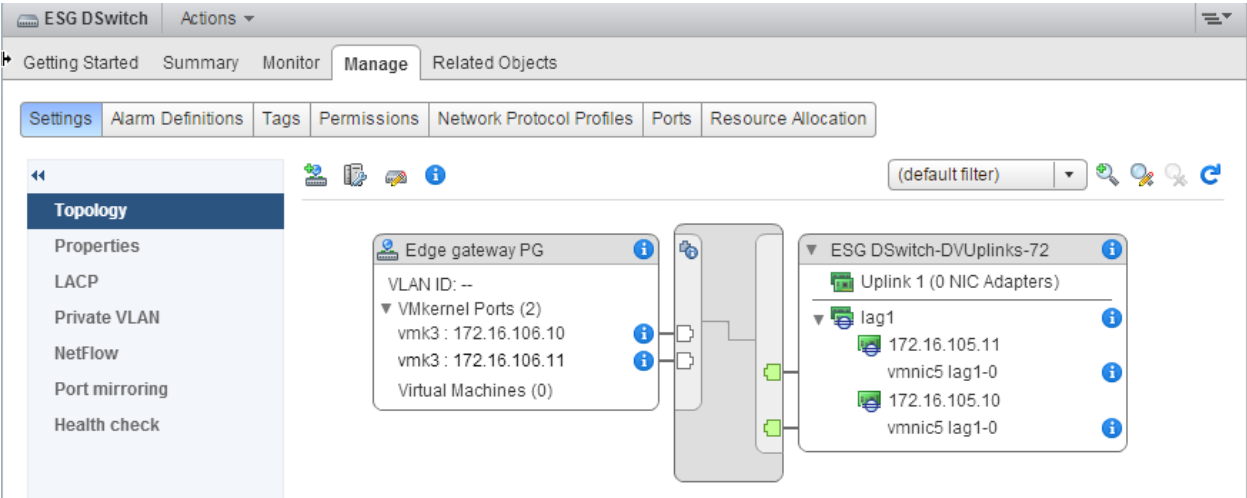 ESG DSwitch Actions
Getting Started Summary Monitor Manage Related Objects
Settings Alarm Definitions Tags Permissions Network Protocol Profiles Ports Resource Allocation
(default filter)
Topology
Properties
LACP
Private VLAN
NetFlow
Port mirroring
Health check
Edge gateway PG
VLAN ID: --
VMkernel Ports (2)
vmk3 : 172.16.106.10
vmk3 : 172.16.106.11
Virtual Machines (0)
ESG DSwitch-DVUplinks-72
Uplink 1 (0 NIC Adapters)
lag1
172.16.105.11
vmnic5 lag1-0
172.16.105.10
vmnic5 lag1-0